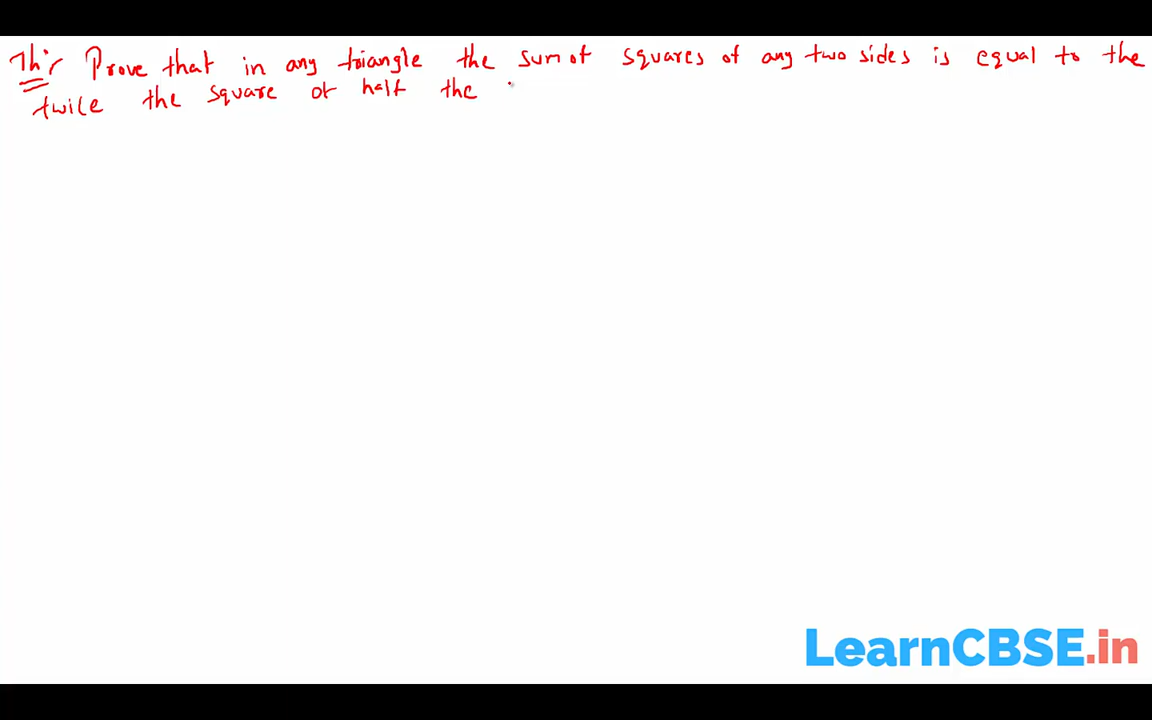 Th:- Prove that in any triangle the sum of squares of any two sides is equal to the
twice the square of half the
LearnCBSE.in